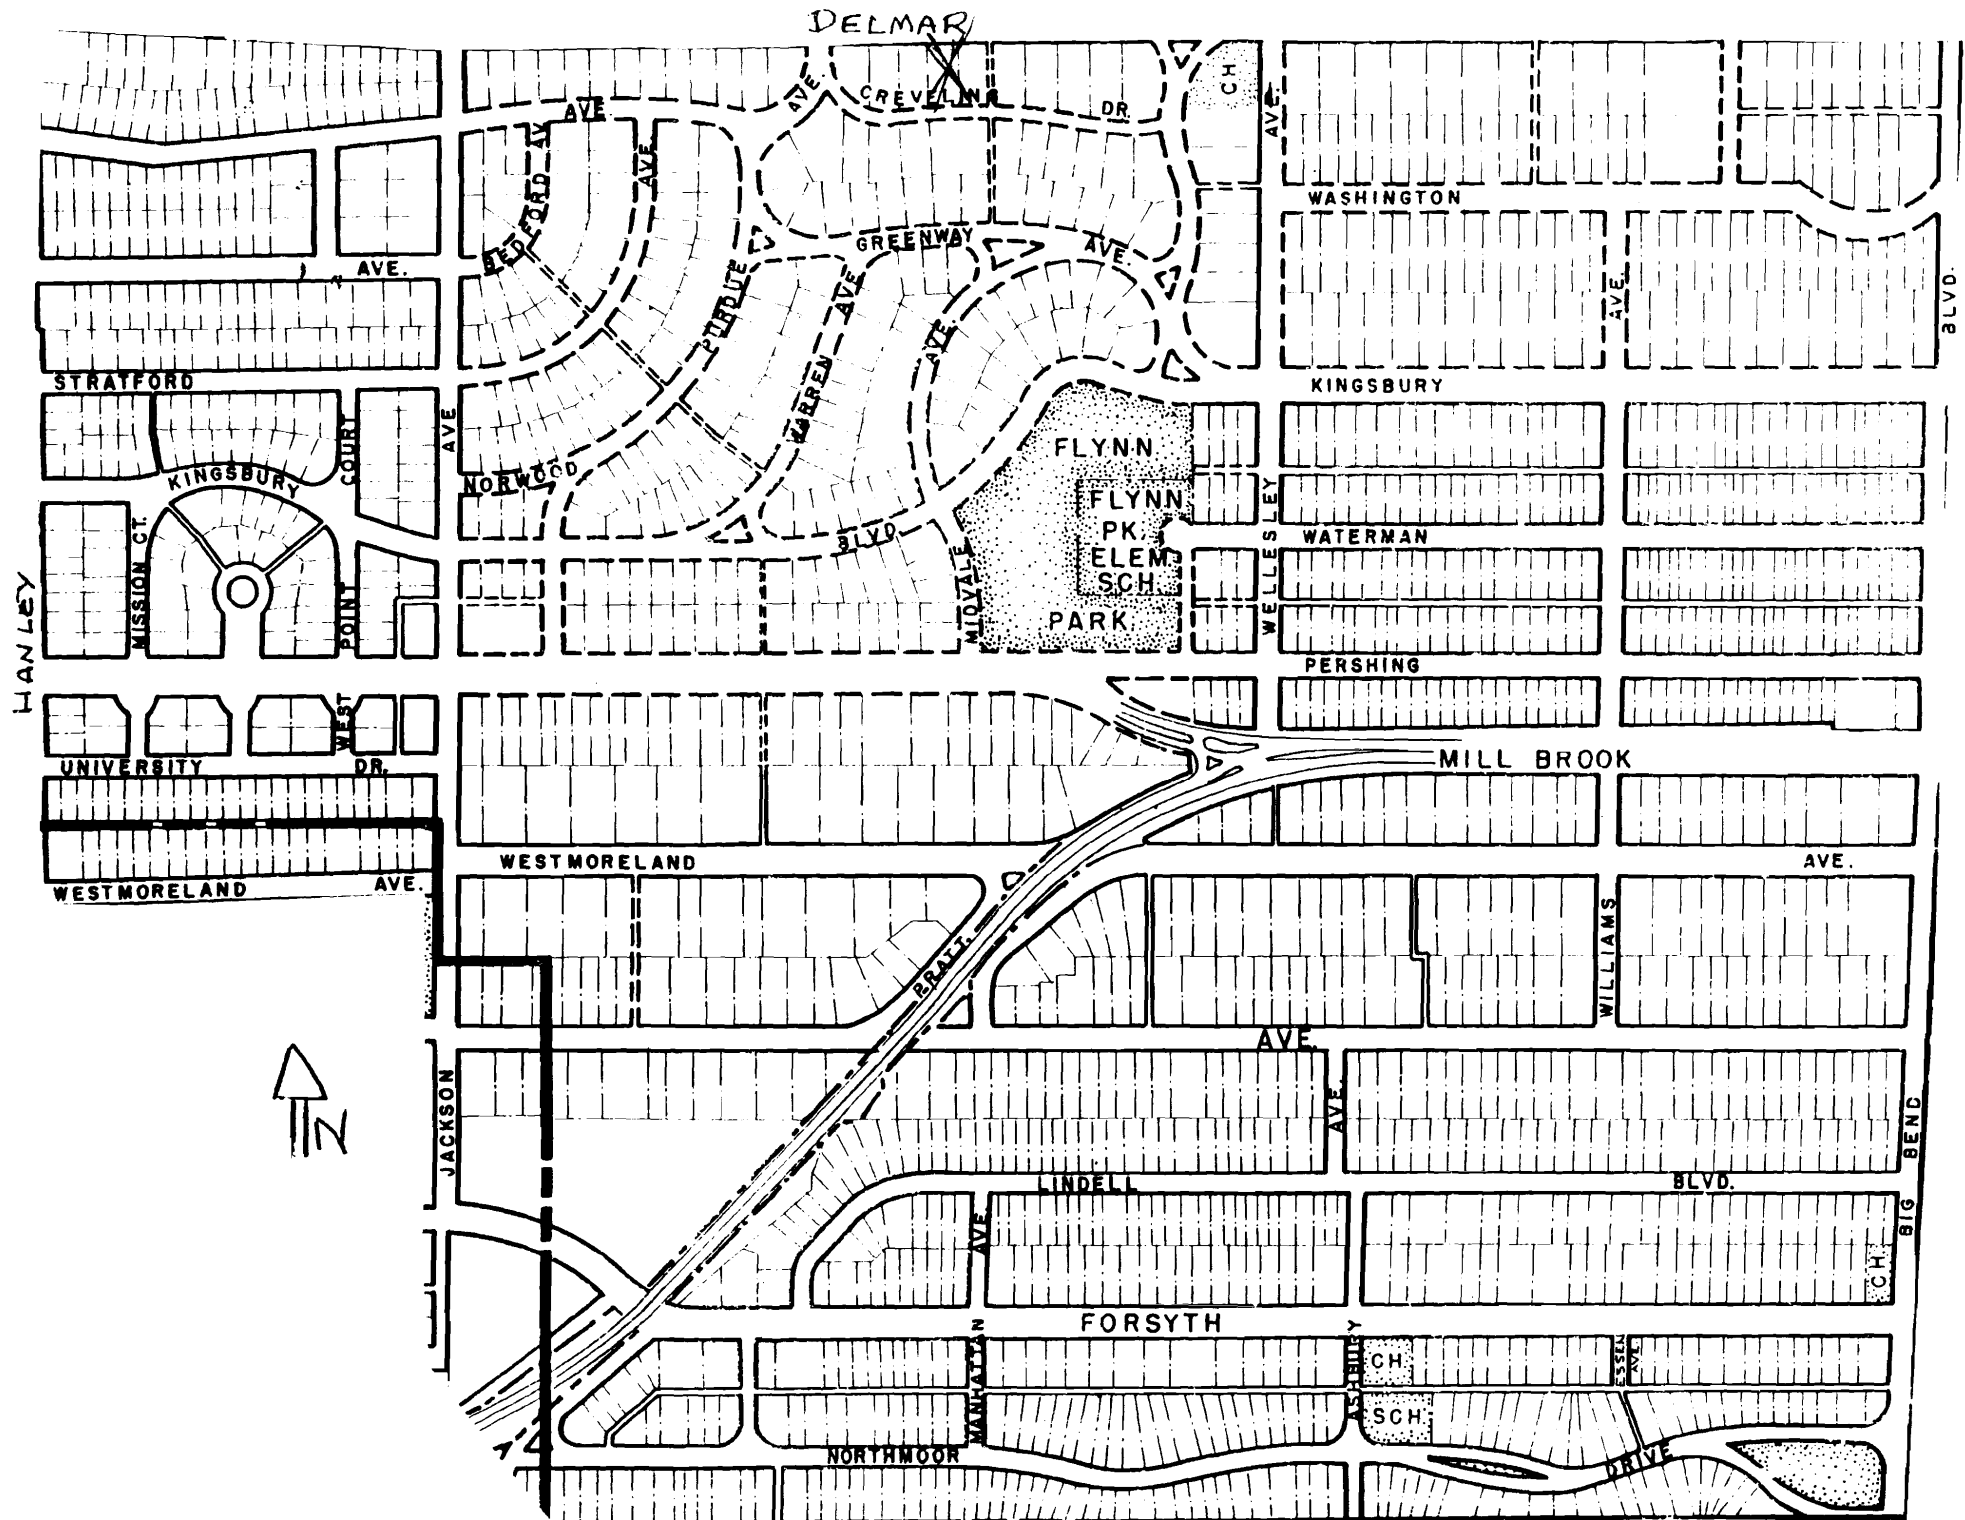 DELMAR
CREVELING
DR.
AVE.
AVE
CH
AVE.
BEDFORD AV
AVE
WASHINGTON
GREENWAY
AVE.
AVE.
PURDUE
AVE
AVE.
AVE.
BLVD.
STRATFORD
KINGSBURY
WARREN
COURT
AVE
NORWOOD
KINGSBURY
FLYNN
FLYNN
PK.
ELEM
SCH.
PARK
WELLESLEY
WATERMAN
BLVD
MISSION CT.
POINT
MIDVALE
HANLEY
PERSHING
WEST
UNIVERSITY
DR.
MILL BROOK
WESTMORELAND
AVE.
WESTMORELAND
AVE.
WILLIAMS
PRATT
AVE.
N
JACKSON
AVE.
BIG BEND
LINDELL
BLVD.
AVE
CH
FORSYTH
MANHATTAN
ASHBURY
CH.
ESSEN
AVE.
SCH.
NORTHMOOR
DRIVE
A